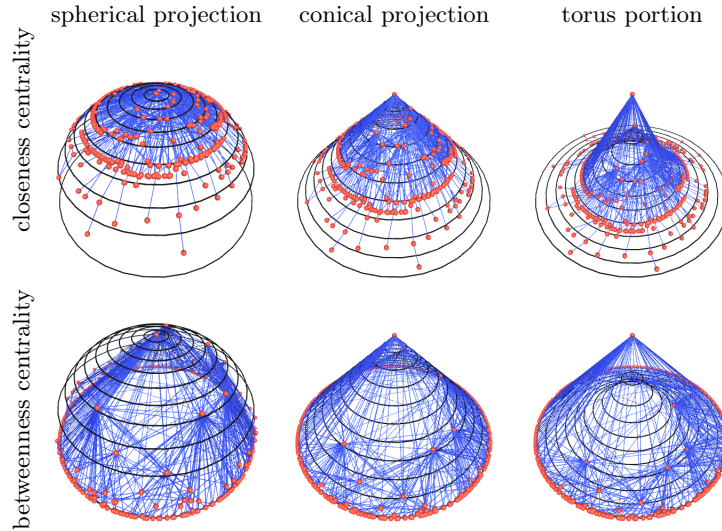 spherical projection
conical projection
torus portion
closeness centrality
betweenness centrality